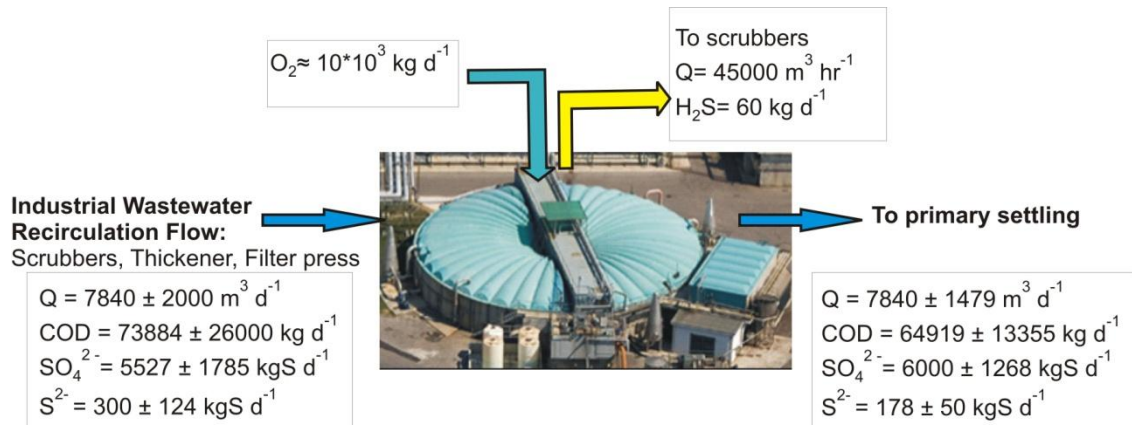 O₂≈ 10*10³ kg d⁻¹
To scrubbers
Q= 45000 m³ hr⁻¹
H₂S= 60 kg d⁻¹
Industrial Wastewater
Recirculation Flow:
Scrubbers, Thickener, Filter press
Q = 7840 ± 2000 m³ d⁻¹
COD = 73884 ± 26000 kg d⁻¹
SO₄²⁻ = 5527 ± 1785 kgS d⁻¹
S²⁻ = 300 ± 124 kgS d⁻¹
To primary settling
Q = 7840 ± 1479 m³ d⁻¹
COD = 64919 ± 13355 kg d⁻¹
SO₄²⁻ = 6000 ± 1268 kgS d⁻¹
S²⁻ = 178 ± 50 kgS d⁻¹